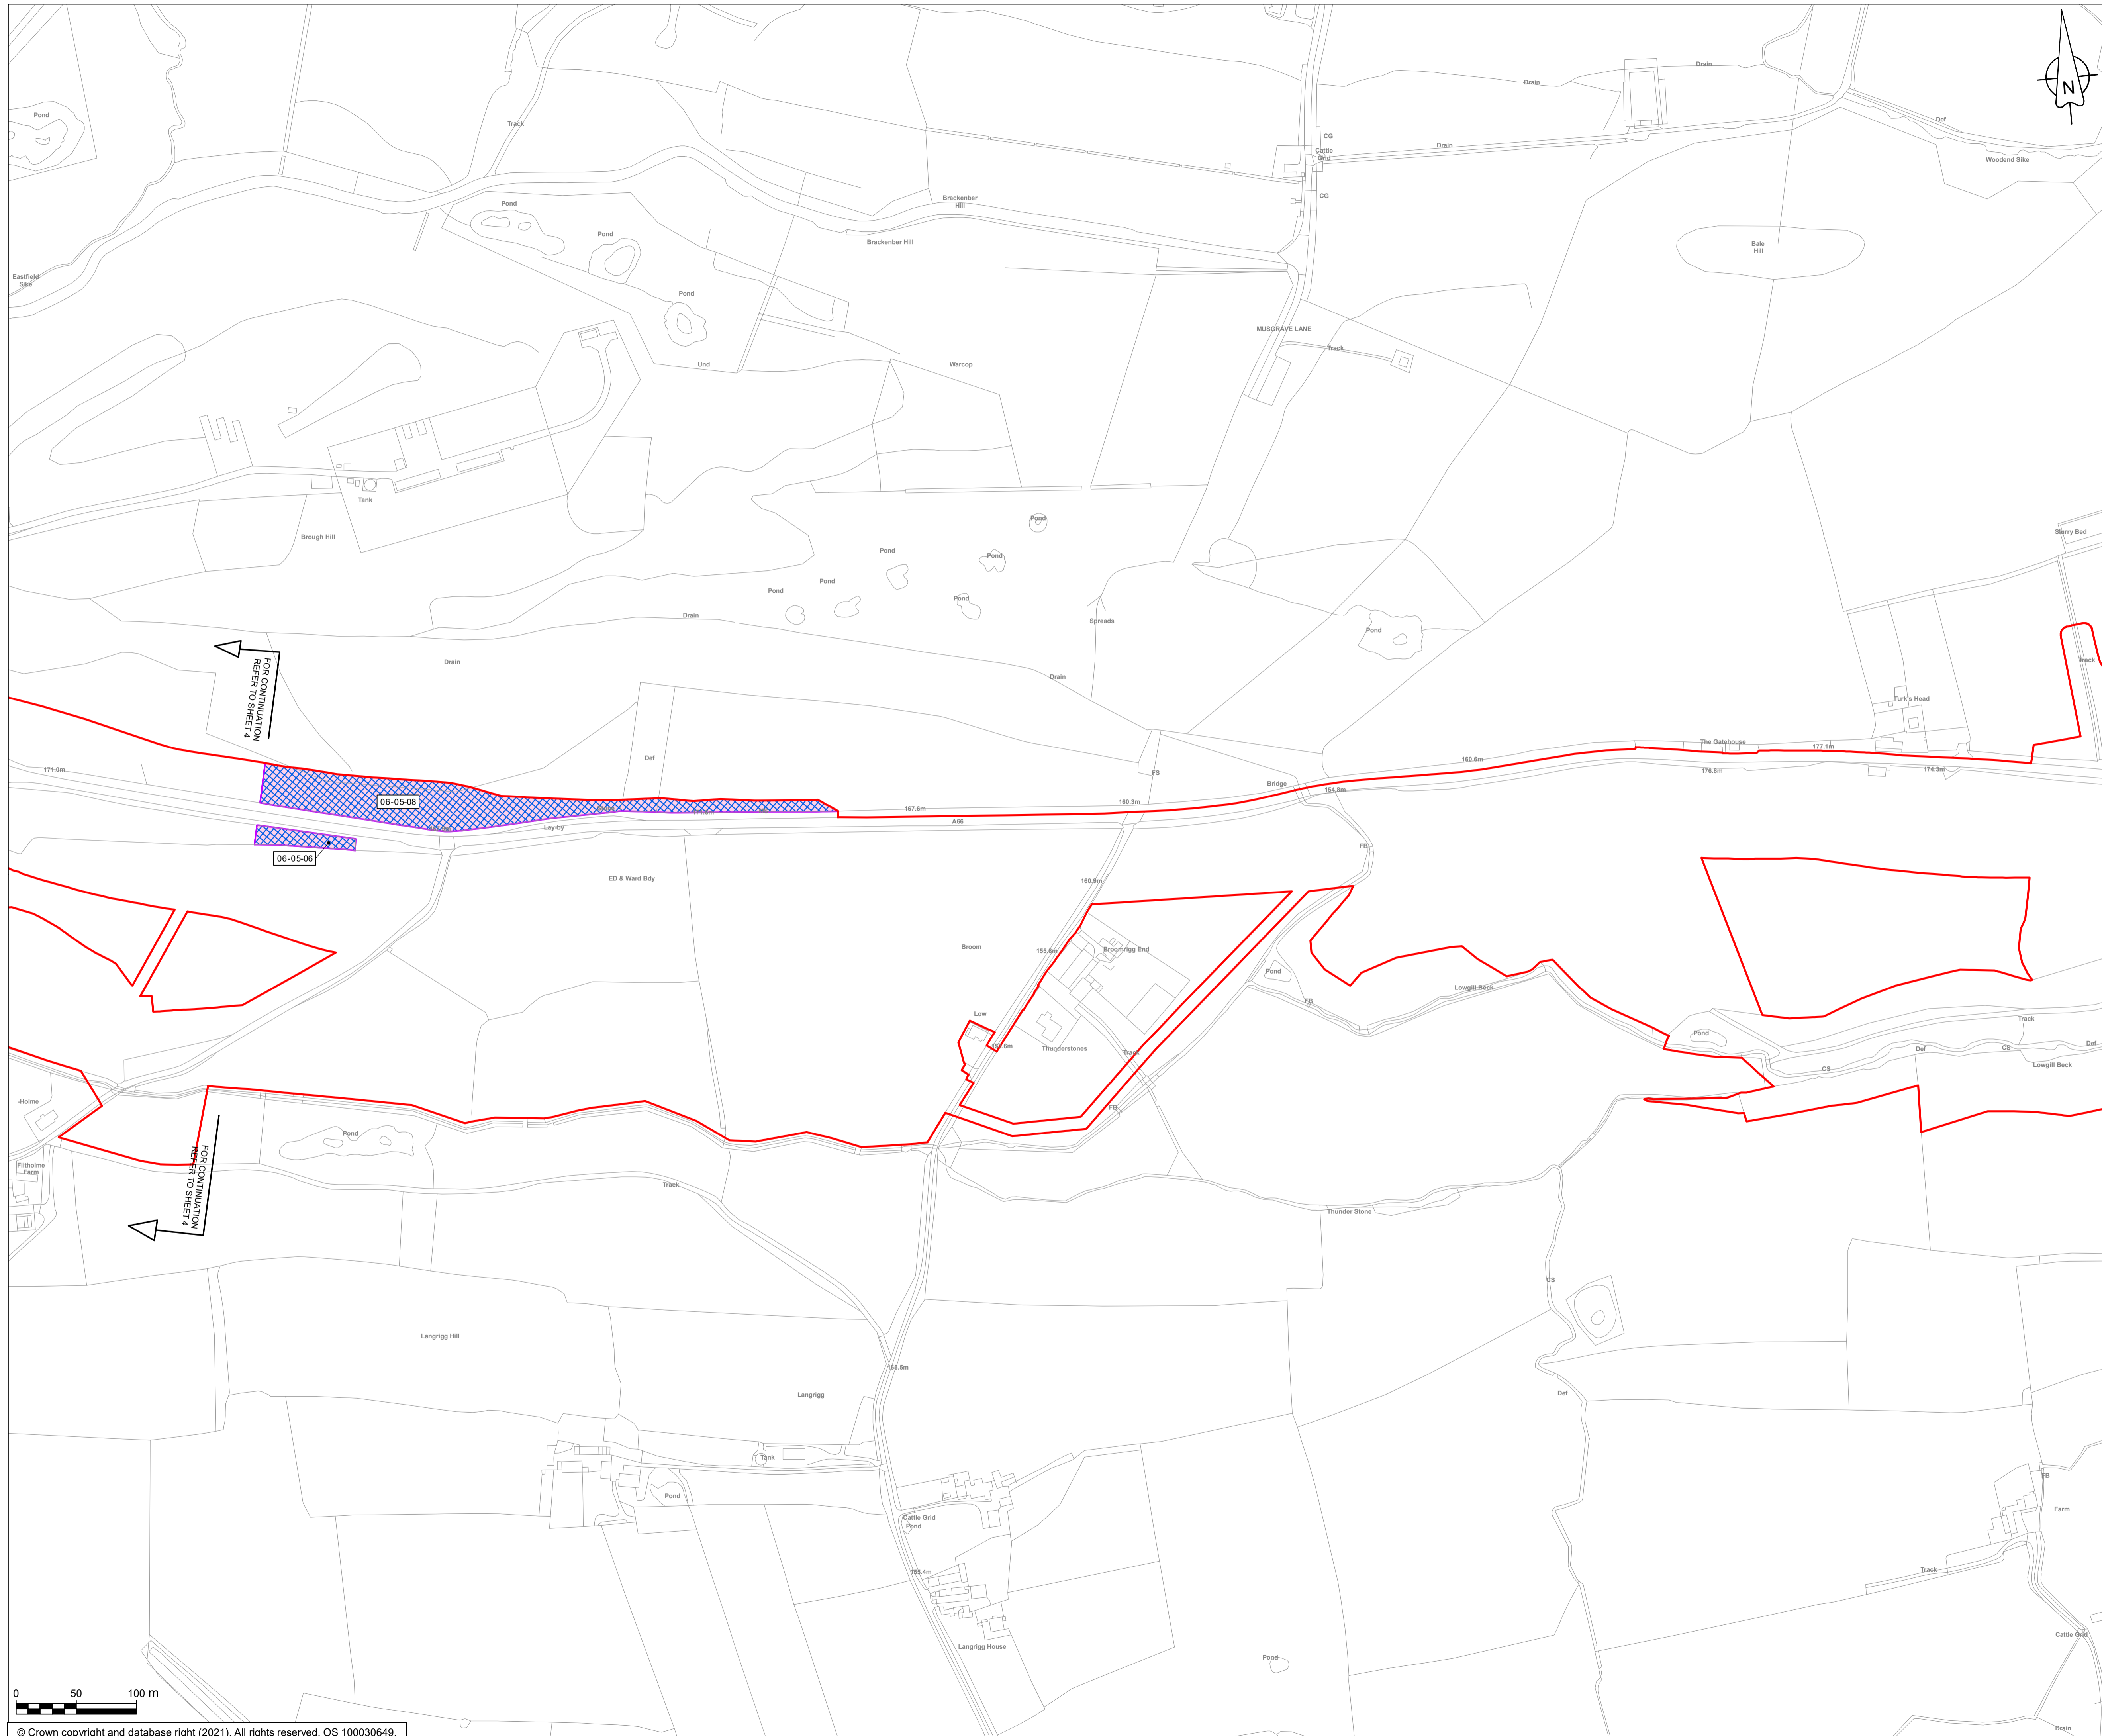 Drain
Drain
Pond
Track
Def
N
CG
Cattle
Grid
Drain
Woodend Sike
CG
Brackenber
Hill
Pond
Pond
Brackenber Hill
Bale
Hill
Eastfield
Sike
Pond
MUSGRAVE LANE
Track
Und
Warcop
Tank
Pond
Slurry Bed
Brough Hill
Pond
Pond
Pond
Pond
Pond
Drain
Spreads
Pond
Drain
FOR CONTINUATION
REFER TO SHEET 4
Track
Drain
Turk's Head
The Gatehouse
177.1m
Def
160.6m
171.0m
FS
176.8m
174.3m
Bridge
154.8m
06-05-08
160.3m
167.6m
A66
Lay-by
FB
06-05-06
ED & Ward Bdy
160.9m
Broom
155.0m
Broomrigg End
Pond
Lowgill Beck
FB
Low
Track
Pond
Thunderstones
Track
Def
CS
Def
Lowgill Beck
CS
-Holme
FB
Pond
FOR CONTINUATION
REFER TO SHEET 4
Flitholme
Farm
Track
Thunder Stone
CS
Langrigg Hill
165.5m
Langrigg
Def
Tank
FB
Pond
Farm
Cattle Grid
Pond
155.4m
Track
Langrigg House
Cattle Grid
Pond
0 50 100 m
Drain
© Crown copyright and database right (2021). All rights reserved. OS 100030649.